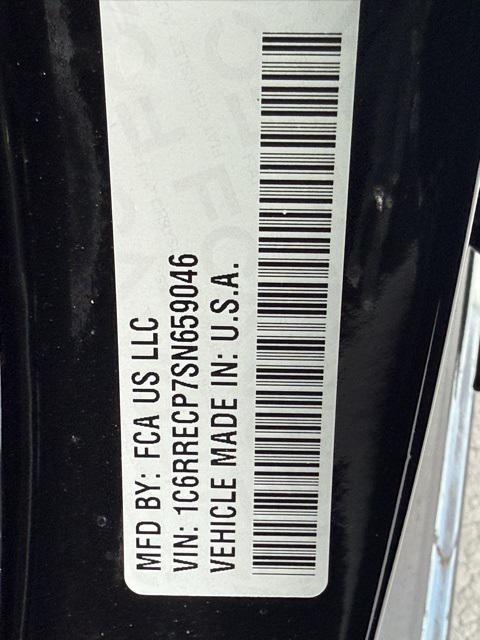 MFD BY: FCA US LLC
VIN: 1C6RRECP7SN659046
VEHICLE MADE IN: U.S.A.